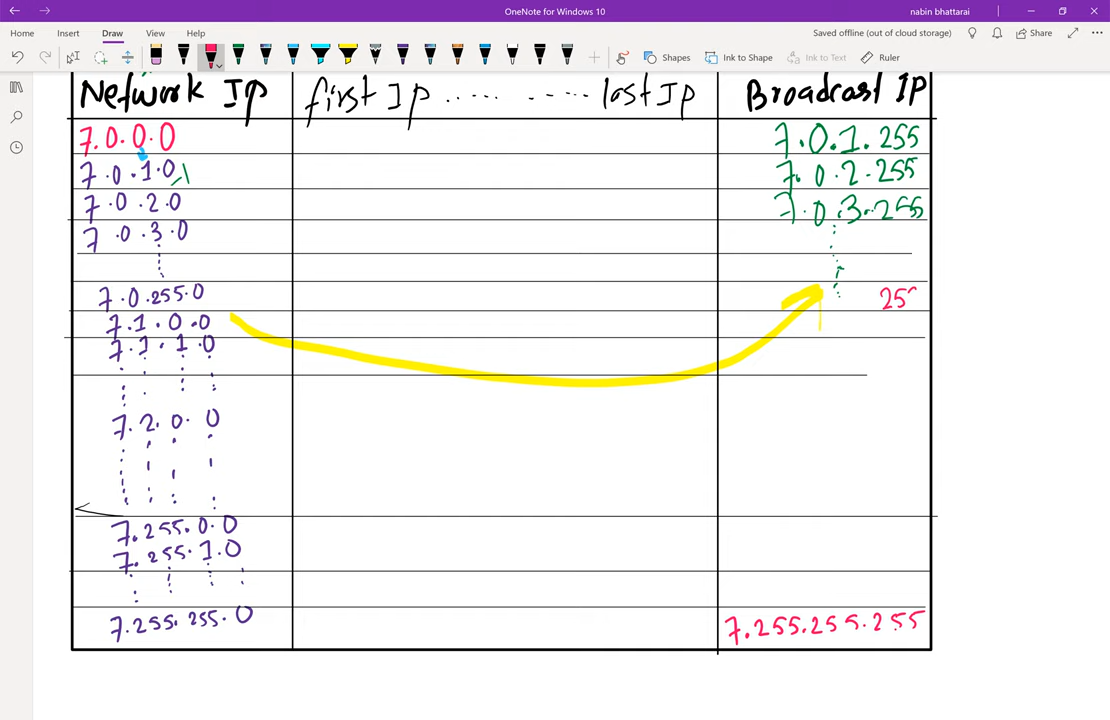 OneNote for Windows 10
nabin bhattarai
Home Insert Draw View Help
Saved offline (out of cloud storage)
Share
Shapes
Ink to Shape
Ink to Text
Ruler
Network Ip first Ip ..... ..... last Ip Broadcast IP
7.0.0.0 7.0.1.255
7.0.1.0 7.0.2.255
7.0.2.0 7.0.3.255
7.0.3.0
7.0.255.0 25
7.1.0.0
7.1.1.0
7.2.0.0
7.255.0.0
7.255.1.0
7.255.255.0 7.255.255.255